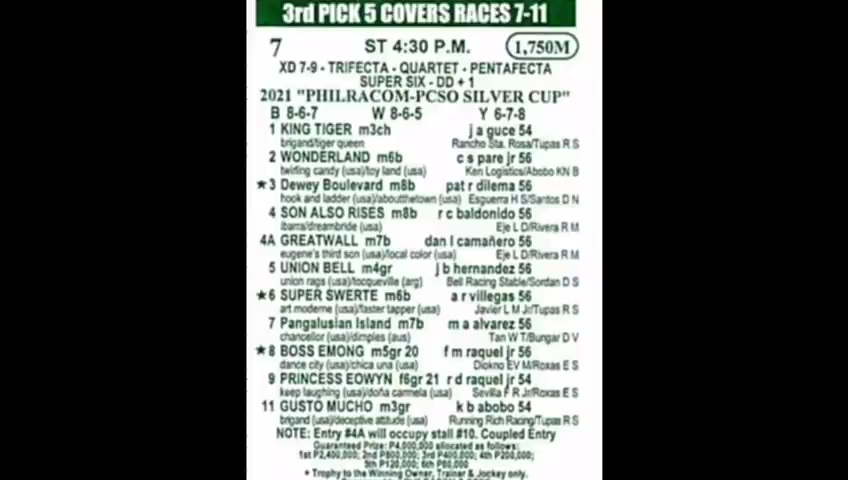 3rd PICK 5 COVERS RACES 7-11
7 ST 4:30 P.M. 1,750M
XD 7-9 - TRIFECTA - QUARTET - PENTAFECTA
SUPER SIX - DD + 1
2021 "PHILRACOM-PCSO SILVER CUP"
B 8-6-7 W 8-6-5 Y 6-7-8
1 KING TIGER m3ch j a guce 54
brigand/tiger queen Rancho Sta. Rosa/Tupas R S
2 WONDERLAND m6b c s pare jr 56
twirling candy (usa)/toy land (usa) Ken Logistics/Abobo KN B
★3 Dewey Boulevard m8b pat r dilema 56
hook and ladder (usa)/aboutthetown (usa) Esguerra H S/Santos D N
4 SON ALSO RISES m8b r c baldonido 56
ibarra/dreambride (usa) Eje L D/Rivera R M
4A GREATWALL m7b dan l camañero 56
eugene's third son (usa)/local color (usa) Eje L D/Rivera R M
5 UNION BELL m4gr j b hernandez 56
union rags (usa)/tocqueville (arg) Bell Racing Stable/Sordan D S
★6 SUPER SWERTE m6b a r villegas 56
art moderne (usa)/faster tapper (usa) Javier L M Jr/Tupas R S
7 Pangalusian Island m7b m a alvarez 56
chancellor (usa)/dimples (aus) Tan W T/Bungar D V
★8 BOSS EMONG m5gr 20 f m raquel jr 56
dance city (usa)/chica una (usa) Diokno EV M/Roxas E S
9 PRINCESS EOWYN f6gr 21 r d raquel jr 54
keep laughing (usa)/doña carmela (usa) Sevilla F R Jr/Roxas E S
11 GUSTO MUCHO m3gr k b abobo 54
brigand (usa)/deceptive attitude (usa) Running Rich Racing/Tupas R S
NOTE: Entry #4A will occupy stall #10. Coupled Entry
Guaranteed Prize: P4,000,000 allocated as follows:
1st P2,400,000; 2nd P800,000; 3rd P400,000; 4th P200,000;
5th P120,000; 6th P80,000
+ Trophy to the Winning Owner, Trainer & Jockey only.